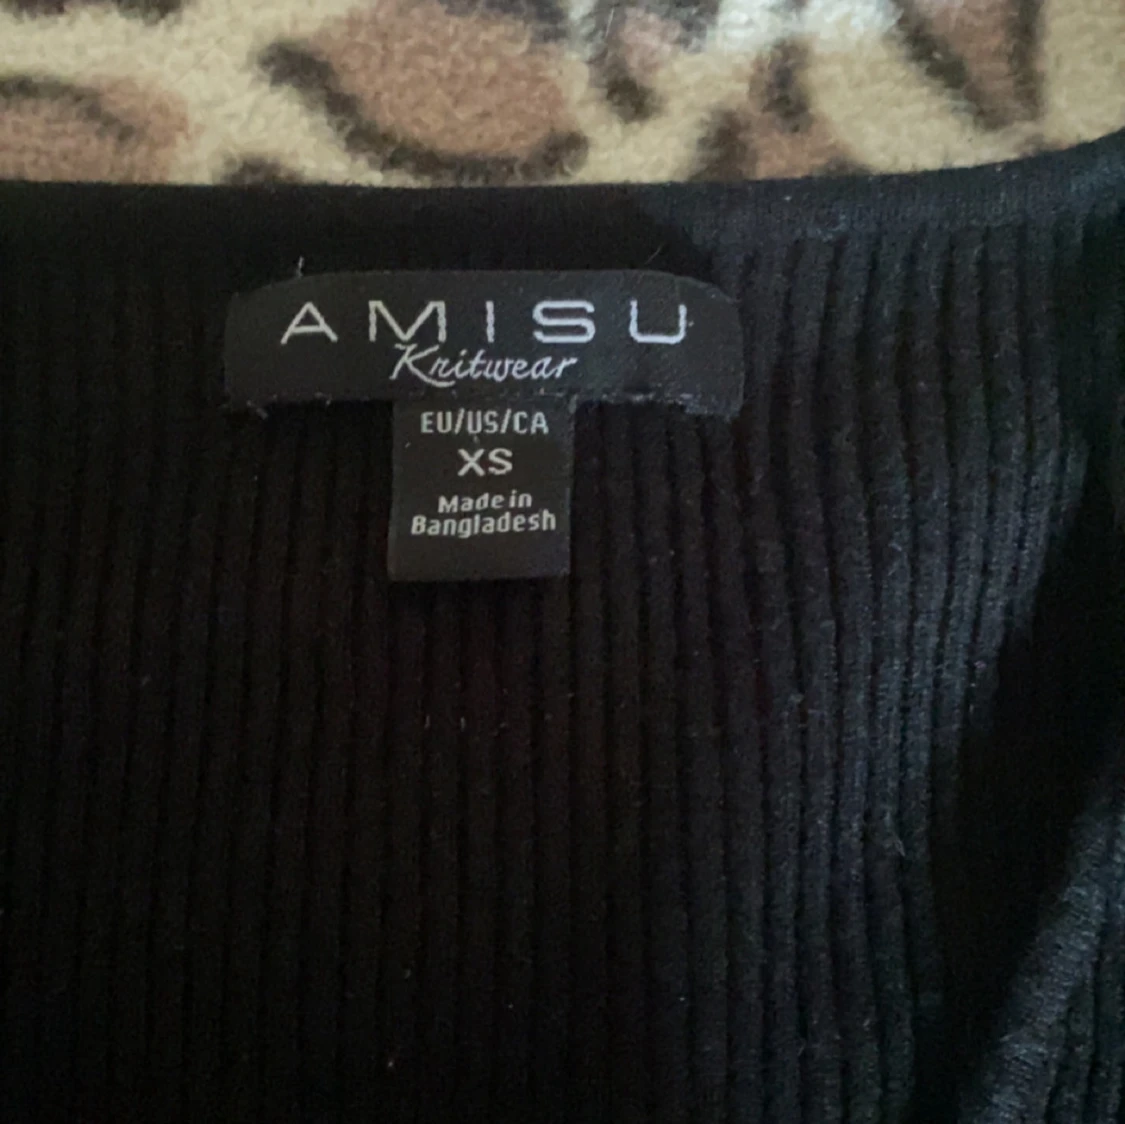 AMISU
Knitwear
EU/US/CA
XS
Made in
Bangladesh